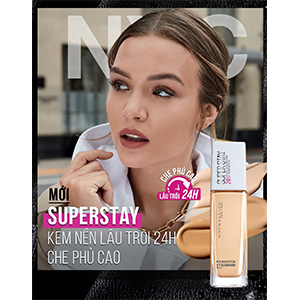 NYC
CHE PHỦ CAO
LÂU TRÔI 24H
MỚI
SUPERSTAY
KEM NỀN LÂU TRÔI 24H
CHE PHỦ CAO